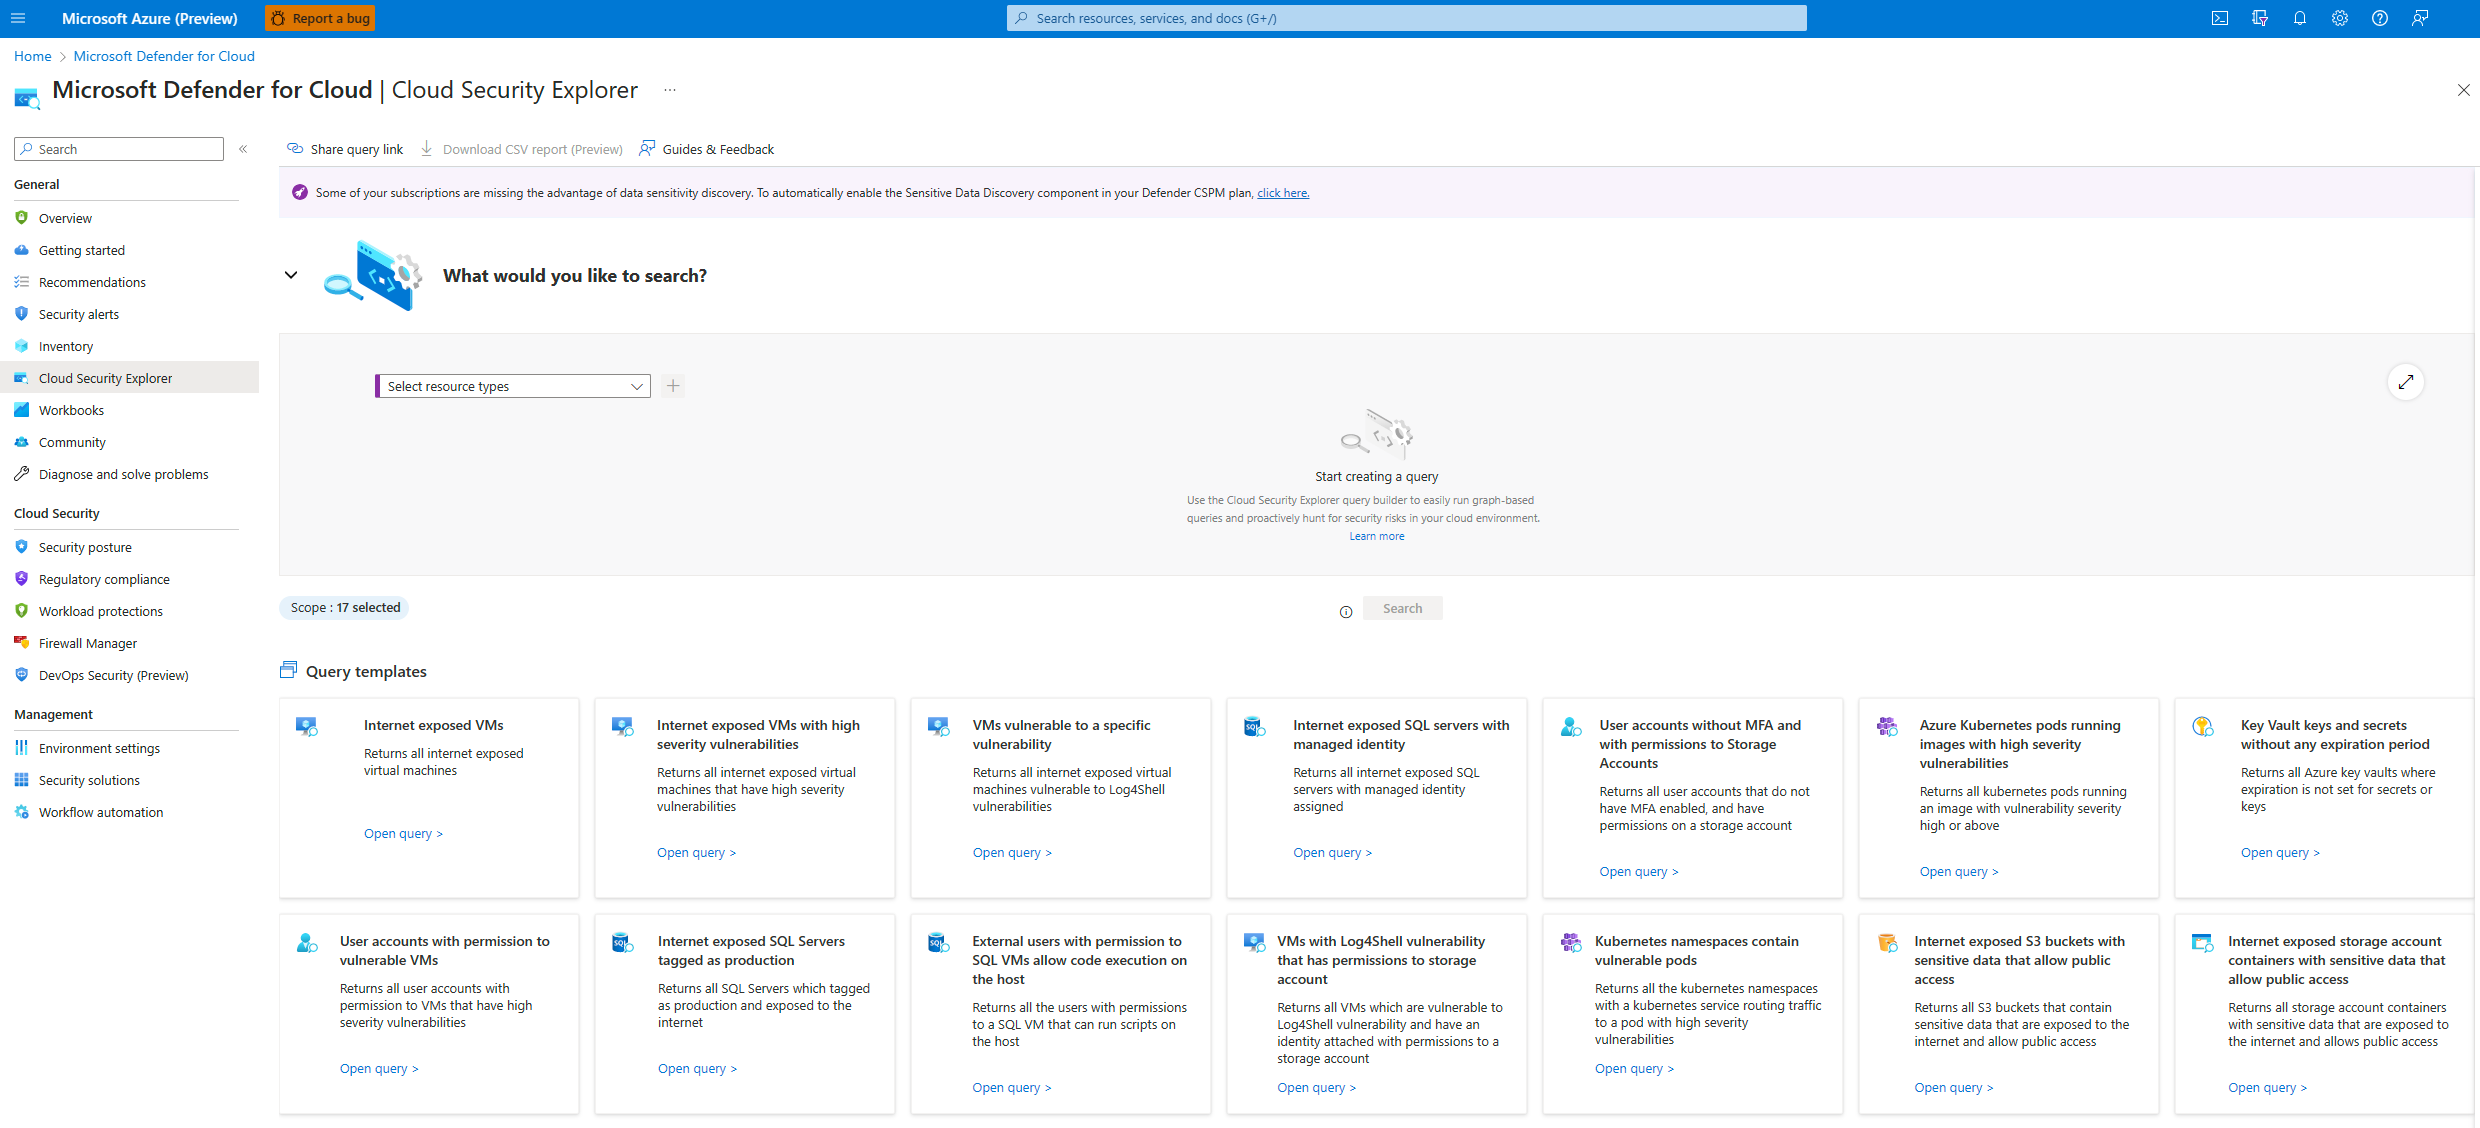 Microsoft Azure (Preview)
Report a bug
Search resources, services, and docs (G+/)
Home > Microsoft Defender for Cloud
Microsoft Defender for Cloud | Cloud Security Explorer ...
Search
«
General
Overview
Getting started
Recommendations
Security alerts
Inventory
Cloud Security Explorer
Workbooks
Community
Diagnose and solve problems
Cloud Security
Security posture
Regulatory compliance
Workload protections
Firewall Manager
DevOps Security (Preview)
Management
Environment settings
Security solutions
Workflow automation
Share query link
Download CSV report (Preview)
Guides & Feedback
Some of your subscriptions are missing the advantage of data sensitivity discovery. To automatically enable the Sensitive Data Discovery component in your Defender CSPM plan, click here.
What would you like to search?
Select resource types
Start creating a query
Use the Cloud Security Explorer query builder to easily run graph-based
queries and proactively hunt for security risks in your cloud environment.
Learn more
Scope : 17 selected
Search
Query templates
Internet exposed VMs
Returns all internet exposed
virtual machines
Open query >
Internet exposed VMs with high
severity vulnerabilities
Returns all internet exposed virtual
machines that have high severity
vulnerabilities
Open query >
VMs vulnerable to a specific
vulnerability
Returns all internet exposed virtual
machines vulnerable to Log4Shell
vulnerabilities
Open query >
SQL
Internet exposed SQL servers with
managed identity
Returns all internet exposed SQL
servers with managed identity
assigned
Open query >
User accounts without MFA and
with permissions to Storage
Accounts
Returns all user accounts that do not
have MFA enabled, and have
permissions on a storage account
Open query >
Azure Kubernetes pods running
images with high severity
vulnerabilities
Returns all kubernetes pods running
an image with vulnerability severity
high or above
Open query >
Key Vault keys and secrets
without any expiration period
Returns all Azure key vaults where
expiration is not set for secrets or
keys
Open query >
User accounts with permission to
vulnerable VMs
Returns all user accounts with
permission to VMs that have high
severity vulnerabilities
Open query >
SQL
Internet exposed SQL Servers
tagged as production
Returns all SQL Servers which tagged
as production and exposed to the
internet
Open query >
SQL
External users with permission to
SQL VMs allow code execution on
the host
Returns all the users with permissions
to a SQL VM that can run scripts on
the host
Open query >
VMs with Log4Shell vulnerability
that has permissions to storage
account
Returns all VMs which are vulnerable to
Log4Shell vulnerability and have an
identity attached with permissions to a
storage account
Open query >
Kubernetes namespaces contain
vulnerable pods
Returns all the kubernetes namespaces
with a kubernetes service routing traffic
to a pod with high severity
vulnerabilities
Open query >
Internet exposed S3 buckets with
sensitive data that allow public
access
Returns all S3 buckets that contain
sensitive data that are exposed to the
internet and allow public access
Open query >
Internet exposed storage account
containers with sensitive data that
allow public access
Returns all storage account containers
with sensitive data that are exposed to
the internet and allows public access
Open query >